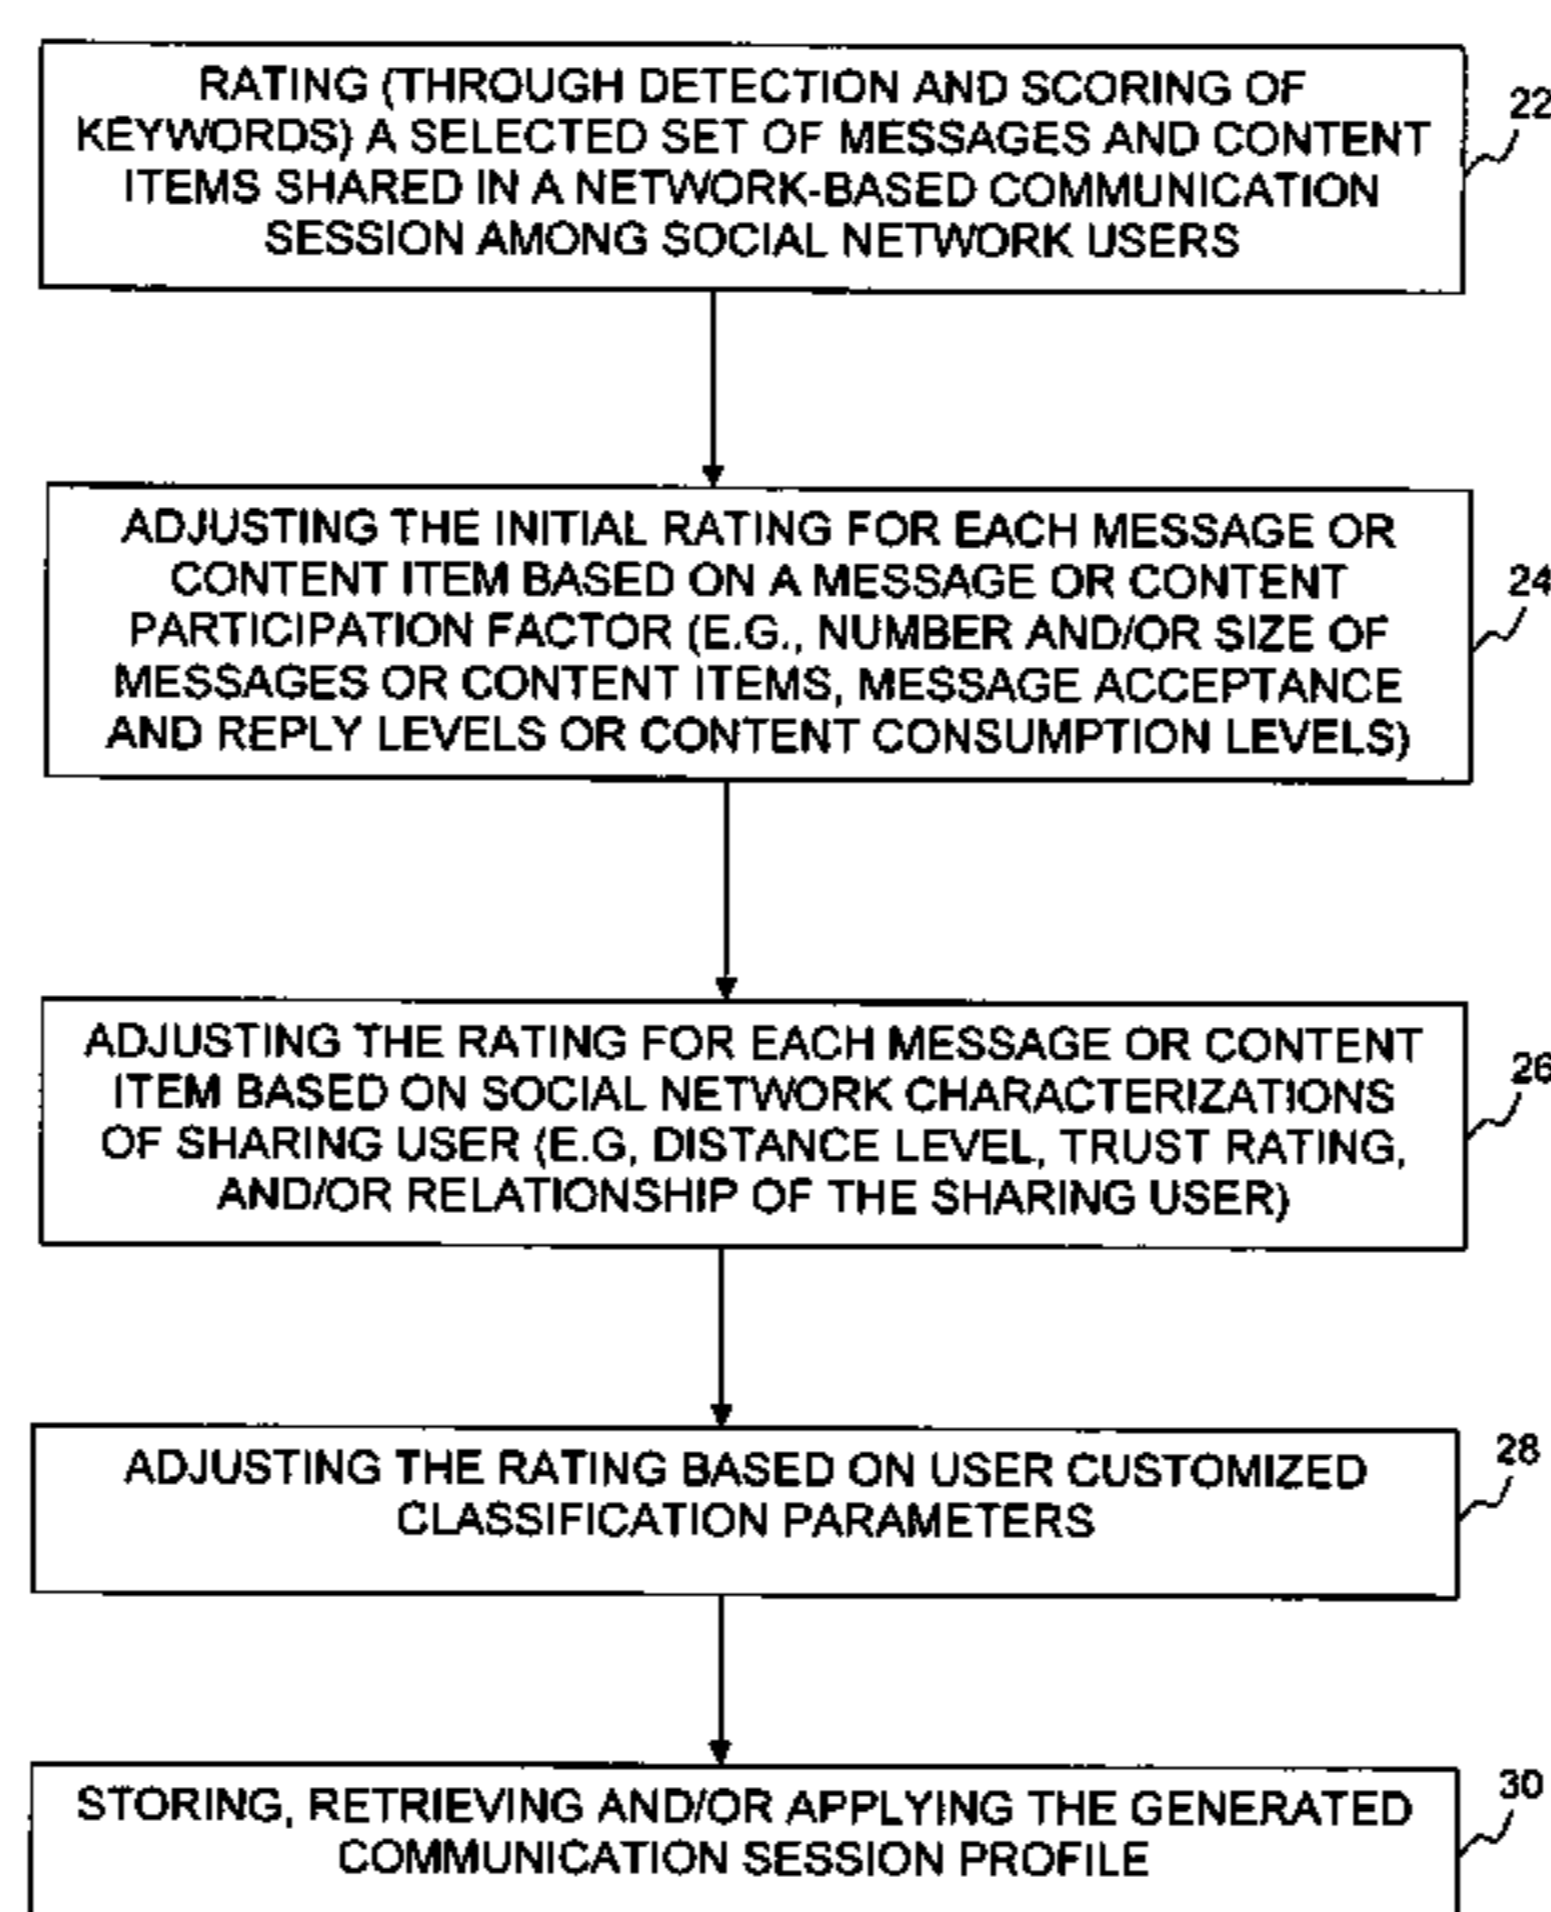 RATING (THROUGH DETECTION AND SCORING OF
KEYWORDS) A SELECTED SET OF MESSAGES AND CONTENT
ITEMS SHARED IN A NETWORK-BASED COMMUNICATION
SESSION AMONG SOCIAL NETWORK USERS
22
ADJUSTING THE INITIAL RATING FOR EACH MESSAGE OR
CONTENT ITEM BASED ON A MESSAGE OR CONTENT
PARTICIPATION FACTOR (E.G., NUMBER AND/OR SIZE OF
MESSAGES OR CONTENT ITEMS, MESSAGE ACCEPTANCE
AND REPLY LEVELS OR CONTENT CONSUMPTION LEVELS)
24
ADJUSTING THE RATING FOR EACH MESSAGE OR CONTENT
ITEM BASED ON SOCIAL NETWORK CHARACTERIZATIONS
OF SHARING USER (E.G, DISTANCE LEVEL, TRUST RATING,
AND/OR RELATIONSHIP OF THE SHARING USER)
26
ADJUSTING THE RATING BASED ON USER CUSTOMIZED
CLASSIFICATION PARAMETERS
28
STORING, RETRIEVING AND/OR APPLYING THE GENERATED
COMMUNICATION SESSION PROFILE
30